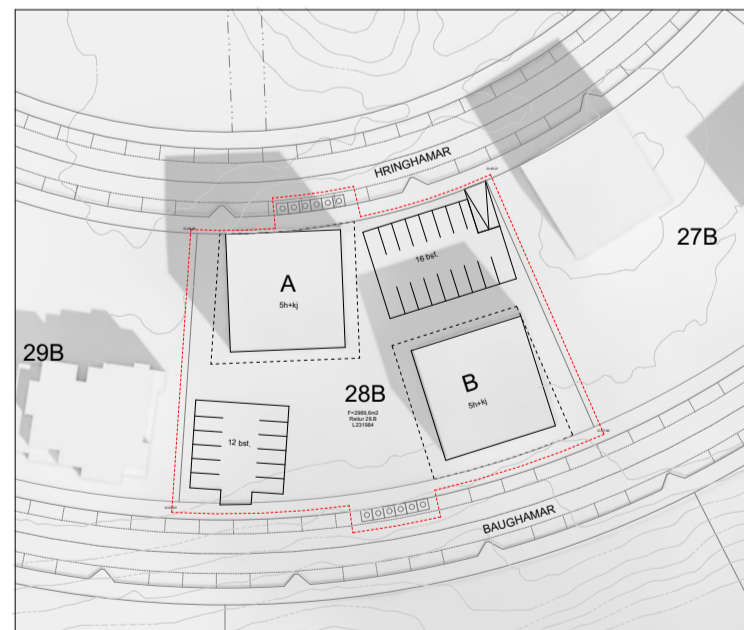 HRINGHAMAR
27B
16 bst.
A
5h+kj
29B
28B
F=2989,6m2
Reitur 28.B
L231984
B
5h+kj
12 bst.
BAUGHAMAR